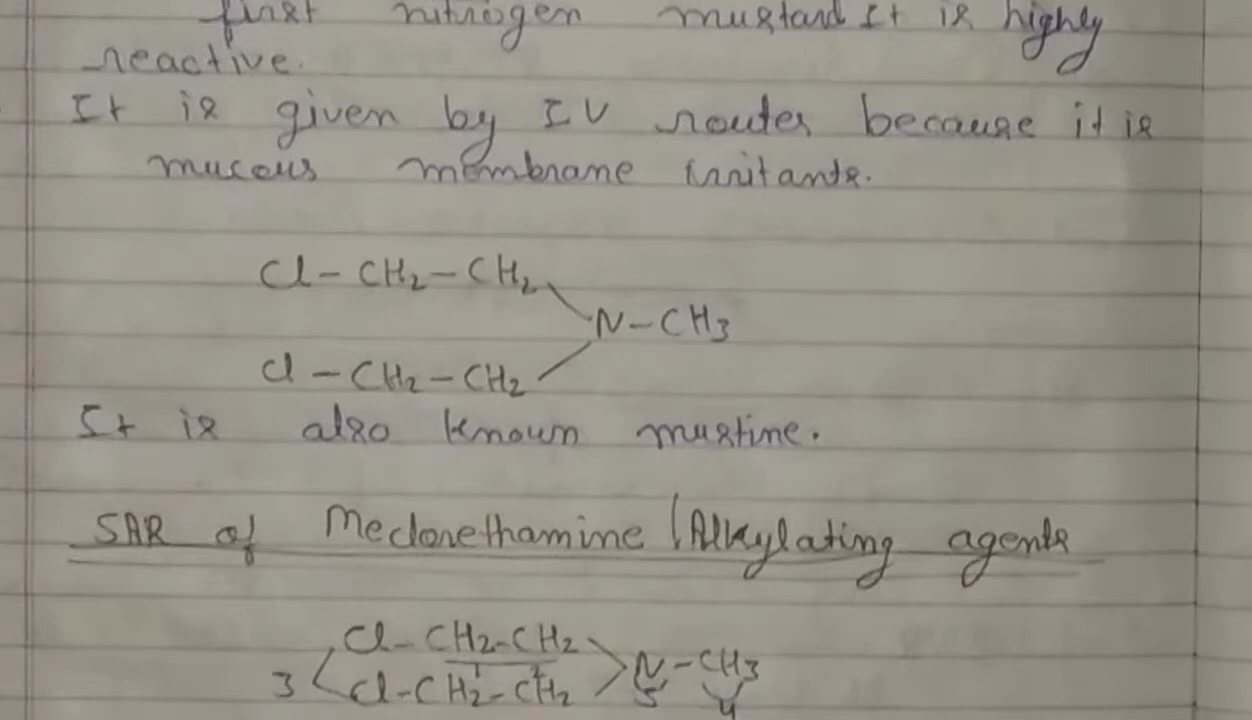 first nitrogen mustard It is highly
reactive.
It is given by IV routes because it is
mucous membrane irritants.
Cl-CH₂-CH₂
N-CH3
Cl-CH₂-CH₂
It is also known mustine.
SAR of Meclorethamine (Alkylating agents
Cl-CH2-CH2
3 N-CH3
Cl-CH2-CH2 5 4